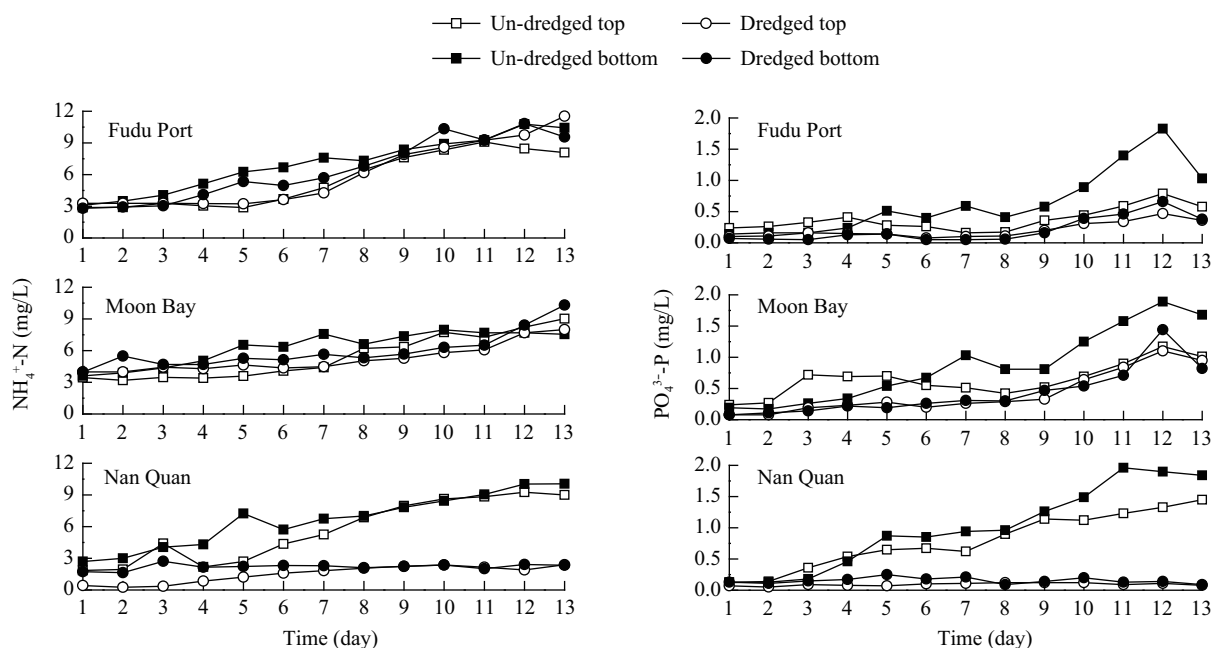 Un-dredged top
Dredged top
Un-dredged bottom
Dredged bottom
NH₄⁺-N (mg/L)
Fudu Port
12
9
6
3
0
1 2 3 4 5 6 7 8 9 10 11 12 13
Moon Bay
12
9
6
3
0
1 2 3 4 5 6 7 8 9 10 11 12 13
Nan Quan
12
9
6
3
0
1 2 3 4 5 6 7 8 9 10 11 12 13
Time (day)
PO₄³⁻-P (mg/L)
Fudu Port
2.0
1.5
1.0
0.5
0.0
1 2 3 4 5 6 7 8 9 10 11 12 13
Moon Bay
2.0
1.5
1.0
0.5
0.0
1 2 3 4 5 6 7 8 9 10 11 12 13
Nan Quan
2.0
1.5
1.0
0.5
0.0
1 2 3 4 5 6 7 8 9 10 11 12 13
Time (day)